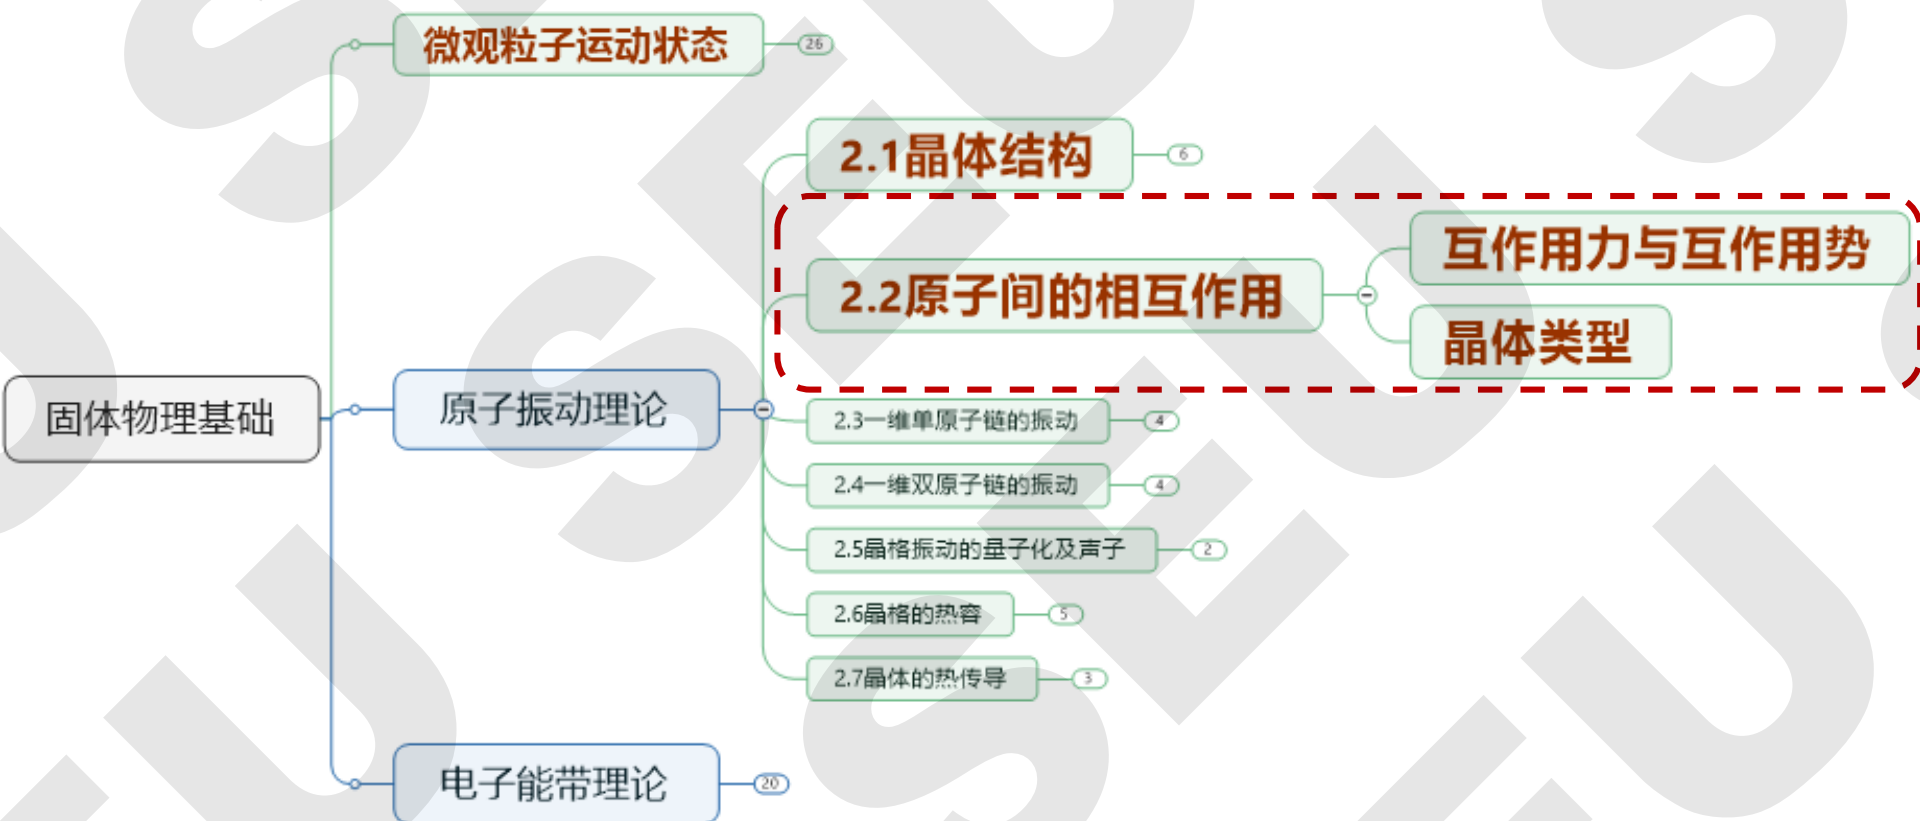 微观粒子运动状态
26
2.1晶体结构
6
互作用力与互作用势
2.2原子间的相互作用
晶体类型
固体物理基础
原子振动理论
2.3一维单原子链的振动
4
2.4一维双原子链的振动
4
2.5晶格振动的量子化及声子
2
2.6晶格的热容
5
2.7晶体的热传导
3
电子能带理论
20
SEU
SEU
SEU